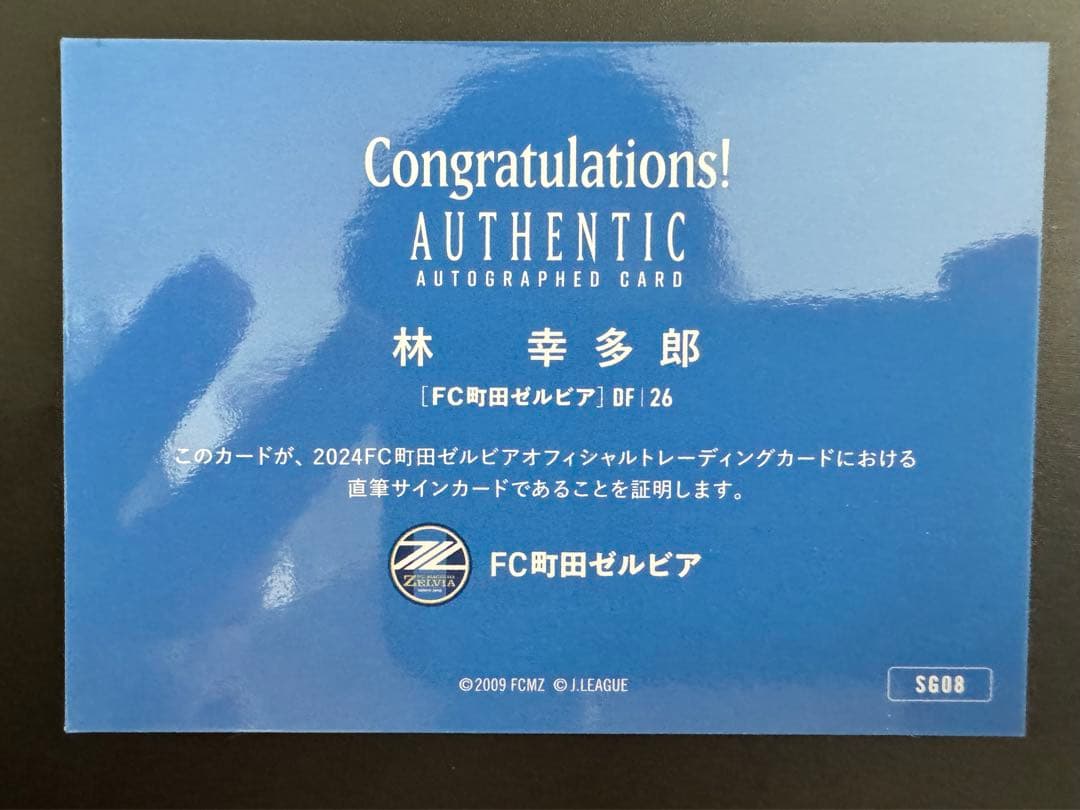 Congratulations!
AUTHENTIC
AUTOGRAPHED CARD
林 幸多郎
[FC町田ゼルビア] DF | 26
このカードが、2024FC町田ゼルビアオフィシャルトレーディングカードにおける
直筆サインカードであることを証明します。
ZELVIA
FC町田ゼルビア
©2009 FCMZ ©J.LEAGUE
SG08